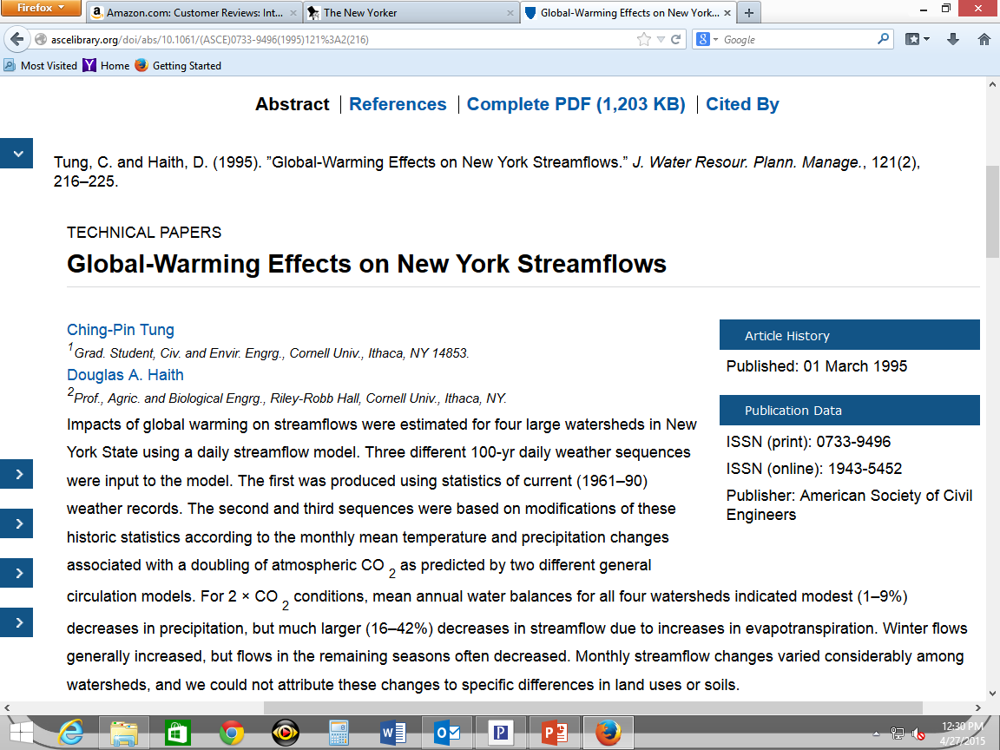 Firefox
Amazon.com: Customer Reviews: Int...
The New Yorker
Global-Warming Effects on New York...
ascelibrary.org/doi/abs/10.1061/(ASCE)0733-9496(1995)121%3A2(216)
Google
Most Visited
Home
Getting Started
Abstract | References | Complete PDF (1,203 KB) | Cited By
Tung, C. and Haith, D. (1995). ”Global-Warming Effects on New York Streamflows.” J. Water Resour. Plann. Manage., 121(2),
216–225.
TECHNICAL PAPERS
Global-Warming Effects on New York Streamflows
Ching-Pin Tung
1Grad. Student, Civ. and Envir. Engrg., Cornell Univ., Ithaca, NY 14853.
Douglas A. Haith
2Prof., Agric. and Biological Engrg., Riley-Robb Hall, Cornell Univ., Ithaca, NY.
Impacts of global warming on streamflows were estimated for four large watersheds in New
York State using a daily streamflow model. Three different 100-yr daily weather sequences
were input to the model. The first was produced using statistics of current (1961–90)
weather records. The second and third sequences were based on modifications of these
historic statistics according to the monthly mean temperature and precipitation changes
associated with a doubling of atmospheric CO 2 as predicted by two different general
circulation models. For 2 × CO 2 conditions, mean annual water balances for all four watersheds indicated modest (1–9%)
decreases in precipitation, but much larger (16–42%) decreases in streamflow due to increases in evapotranspiration. Winter flows
generally increased, but flows in the remaining seasons often decreased. Monthly streamflow changes varied considerably among
watersheds, and we could not attribute these changes to specific differences in land uses or soils.
Article History
Published: 01 March 1995
Publication Data
ISSN (print): 0733-9496
ISSN (online): 1943-5452
Publisher: American Society of Civil
Engineers
12:30 PM
4/27/2015